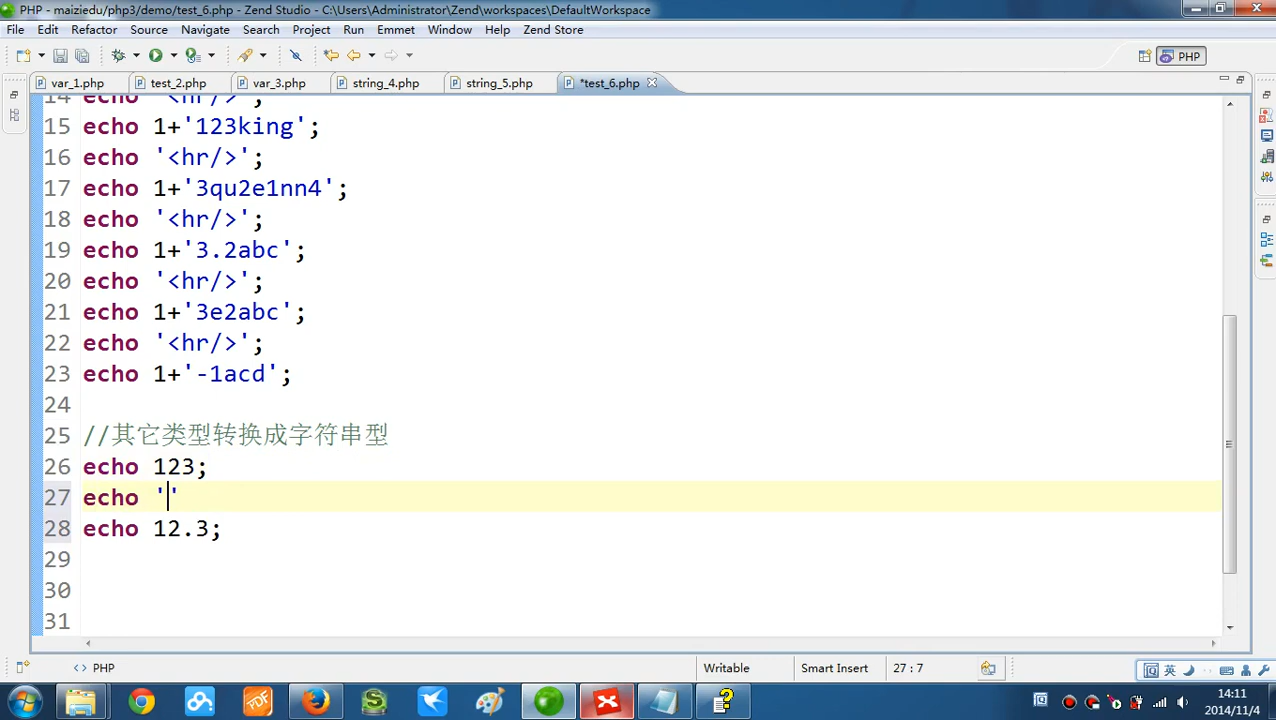 PHP - maiziedu/php3/demo/test_6.php - Zend Studio - C:\Users\Administrator\Zend\workspaces\DefaultWorkspace
File Edit Refactor Source Navigate Search Project Run Emmet Window Help Zend Store
PHP
var_1.php test_2.php var_3.php string_4.php string_5.php *test_6.php
14 echo '<hr/>';
15 echo 1+'123king';
16 echo '<hr/>';
17 echo 1+'3qu2e1nn4';
18 echo '<hr/>';
19 echo 1+'3.2abc';
20 echo '<hr/>';
21 echo 1+'3e2abc';
22 echo '<hr/>';
23 echo 1+'-1acd';
24
25 //其它类型转换成字符串型
26 echo 123;
27 echo ''
28 echo 12.3;
29
30
31
PHP Writable Smart Insert 27 : 7
英
14:11
2014/11/4